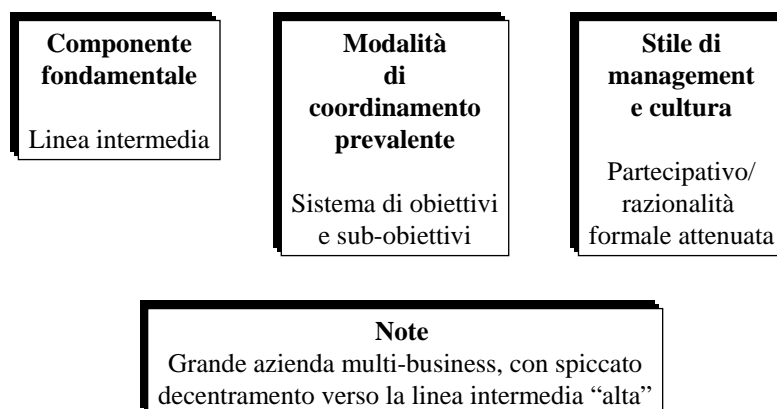 Componente
fondamentale
Linea intermedia
Modalità
di
coordinamento
prevalente
Sistema di obiettivi
e sub-obiettivi
Stile di
management
e cultura
Partecipativo/
razionalità
formale attenuata
Note
Grande azienda multi-business, con spiccato
decentramento verso la linea intermedia “alta”